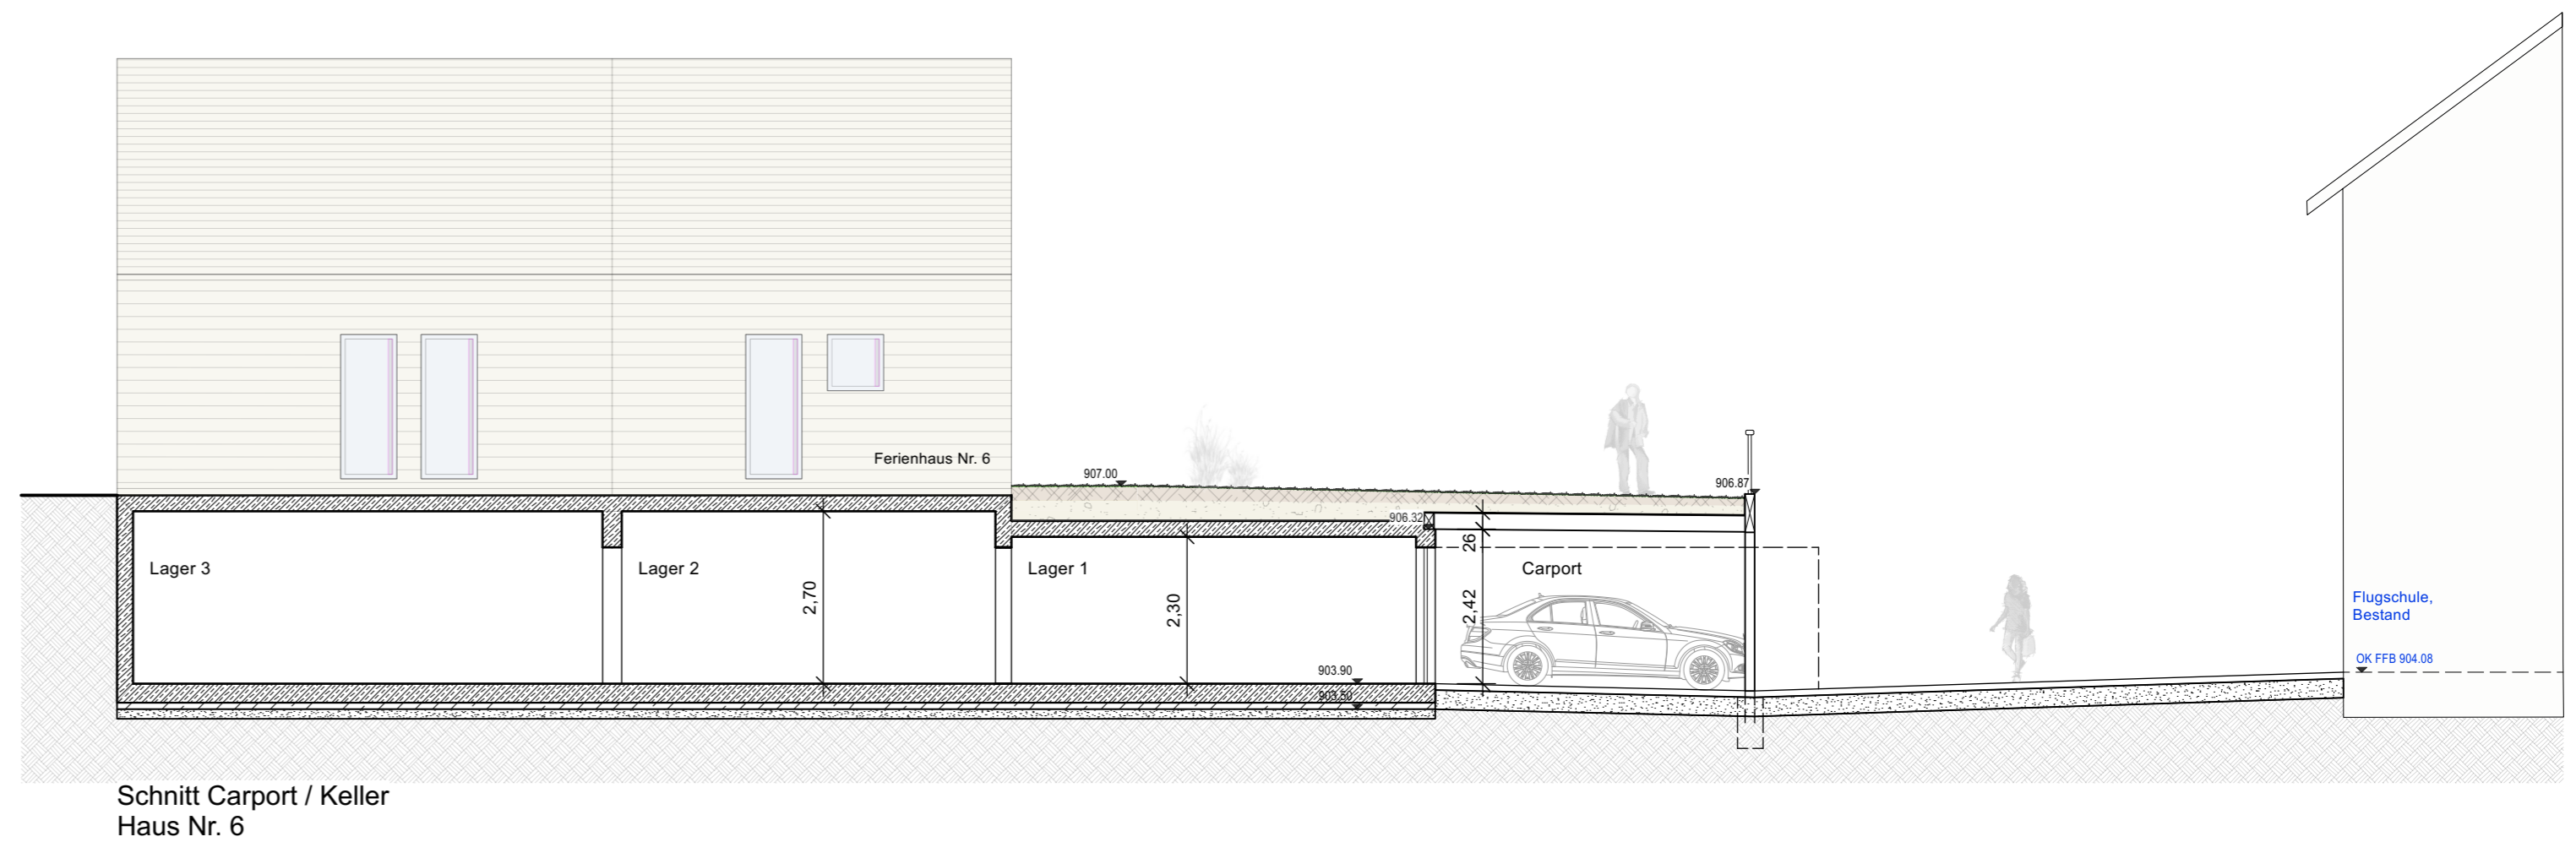 Ferienhaus Nr. 6
907.00
906.87
906.32
26
Lager 3
Lager 2
2,70
Lager 1
2,30
2,42
Carport
903.90
903.50
Flugschule,
Bestand
OK FFB 904.08
Schnitt Carport / Keller
Haus Nr. 6